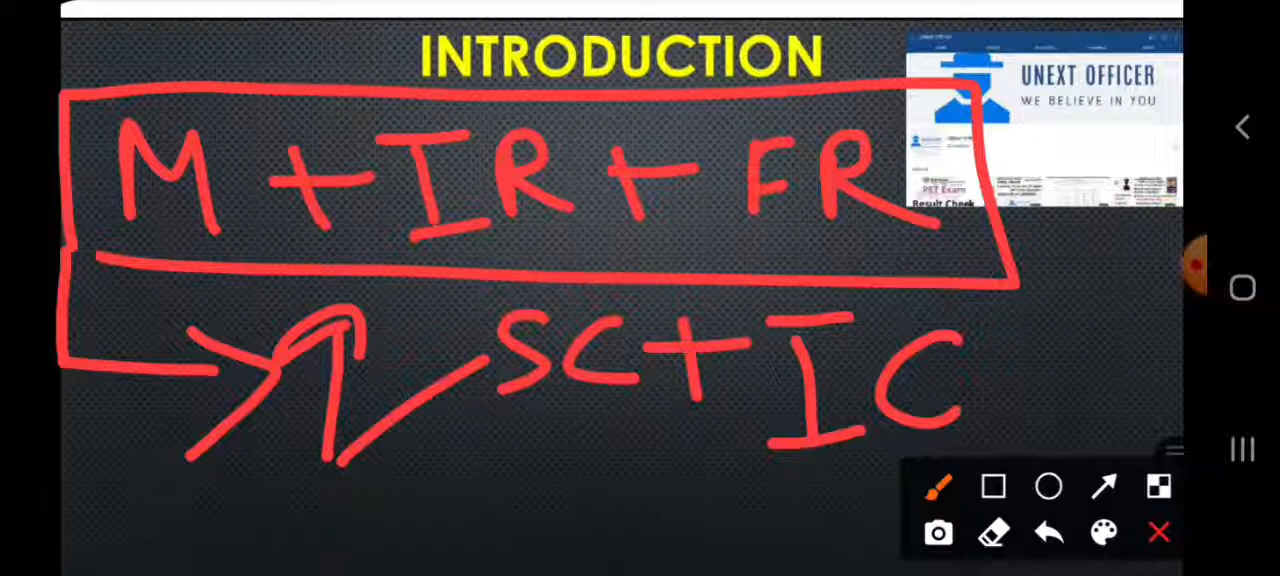 INTRODUCTION
UNEXT OFFICER
WE BELIEVE IN YOU
M + IR + FR
PET Exam
Result Check
SC + IC